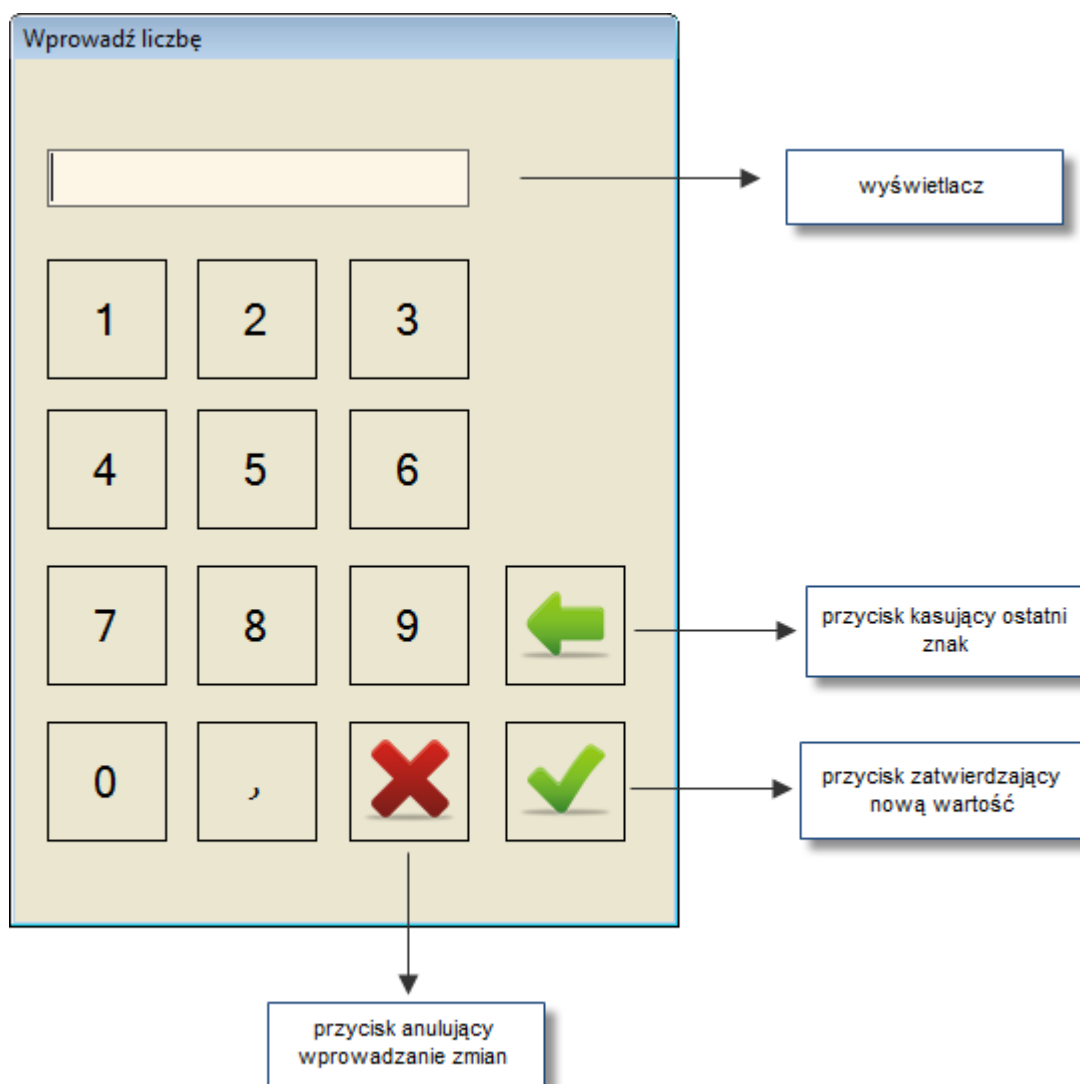 Wprowadź liczbę
wyświetlacz
1 2 3
4 5 6
7 8 9
przycisk kasujący ostatni
znak
0 ,
przycisk zatwierdzający
nową wartość
przycisk anulujący
wprowadzanie zmian